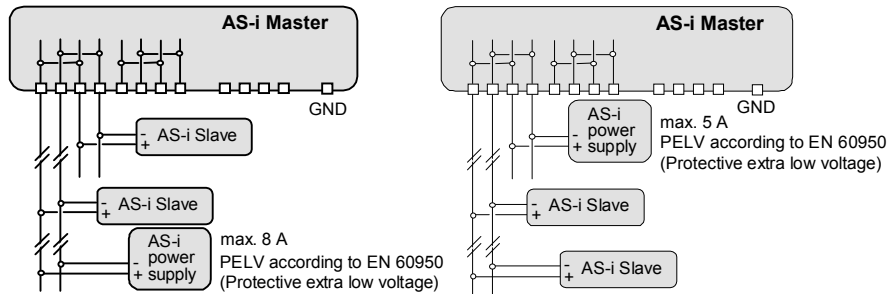 AS-i Master
GND
- AS-i Slave
+
- AS-i Slave
+
AS-i
- power
+ supply
max. 8 A
PELV according to EN 60950
(Protective extra low voltage)
AS-i Master
GND
AS-i
- power
+ supply
max. 5 A
PELV according to EN 60950
(Protective extra low voltage)
- AS-i Slave
+
- AS-i Slave
+